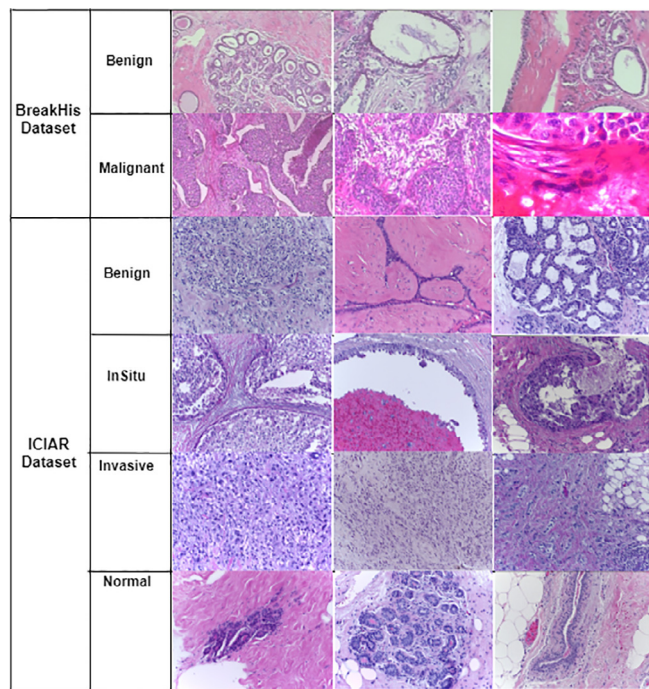 BreakHis
Dataset
Benign
Malignant
ICIAR
Dataset
Benign
InSitu
Invasive
Normal